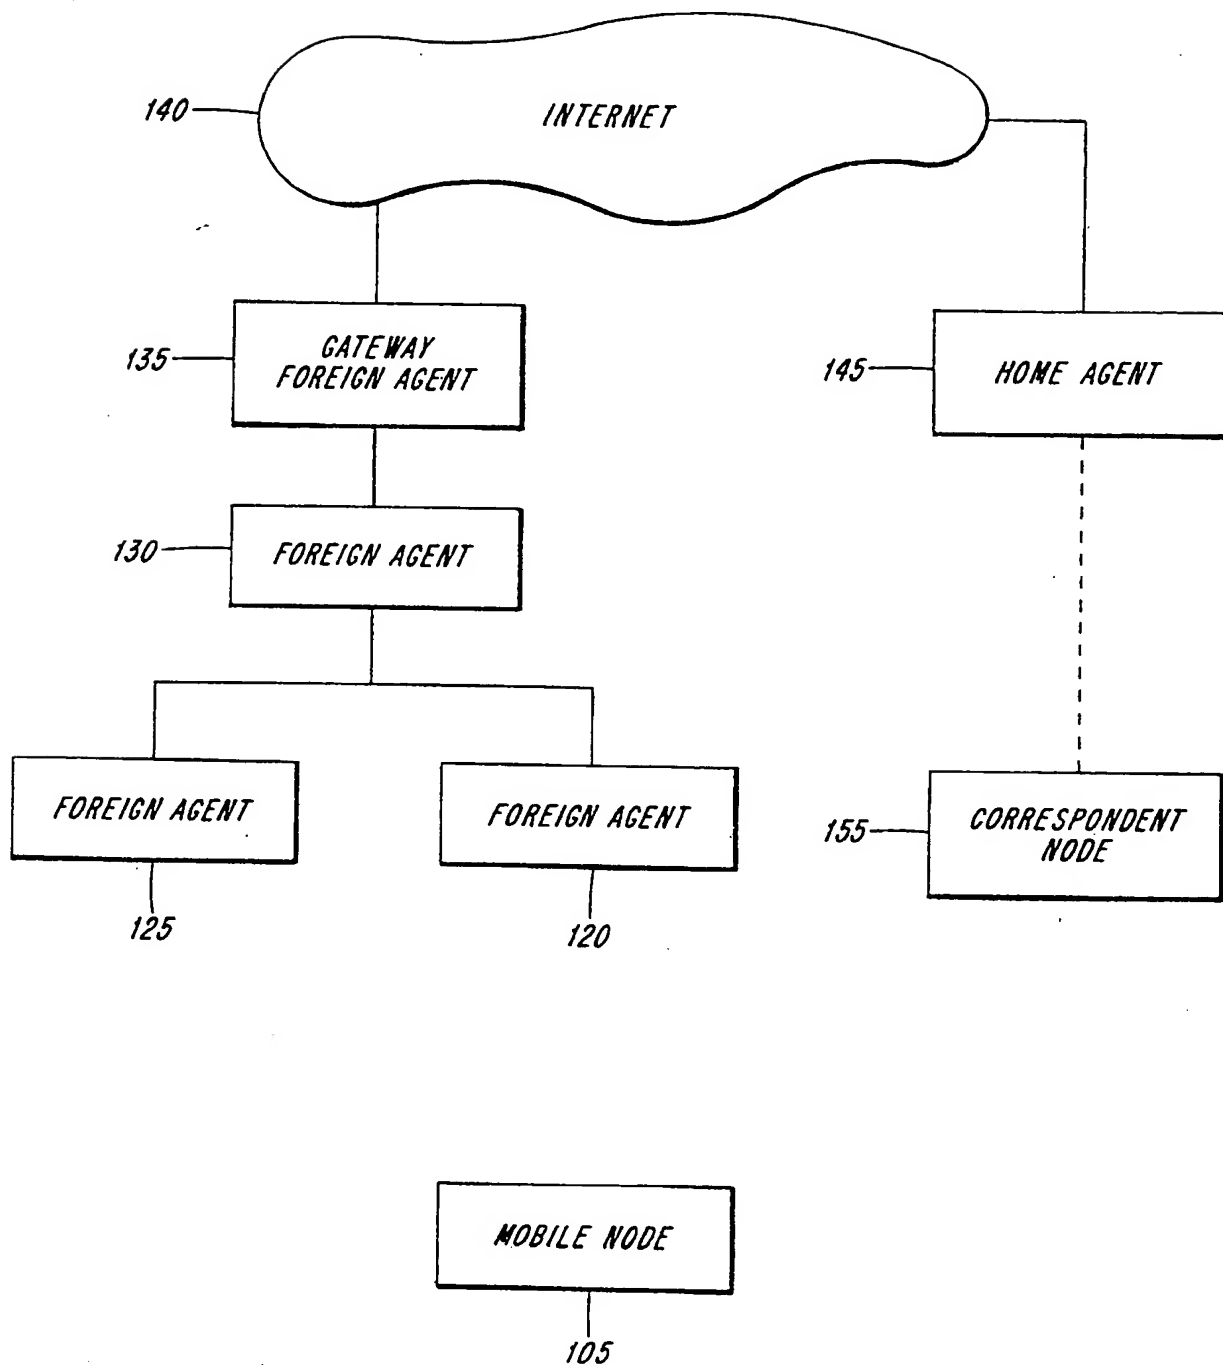 140
INTERNET
135
GATEWAY
FOREIGN AGENT
145
HOME AGENT
130
FOREIGN AGENT
FOREIGN AGENT
125
FOREIGN AGENT
120
155
CORRESPONDENT
NODE
MOBILE NODE
105